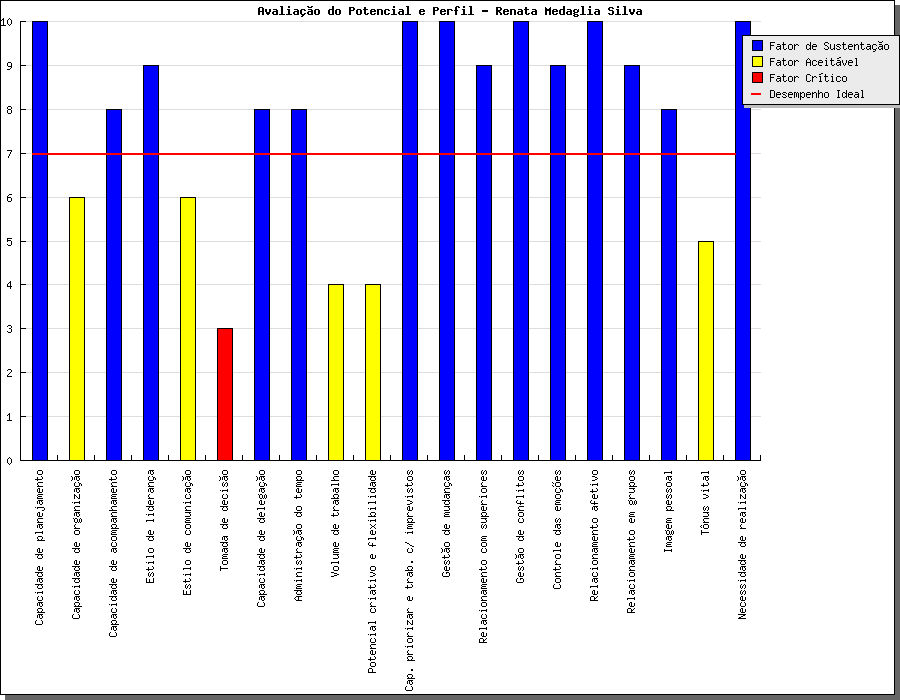 Avaliação do Potencial e Perfil - Renata Medaglia Silva
Fator de Sustentação
Fator Aceitável
Fator Crítico
Desempenho Ideal
10
9
8
7
6
5
4
3
2
1
0
Capacidade de planejamento
Capacidade de organização
Capacidade de acompanhamento
Estilo de liderança
Estilo de comunicação
Tomada de decisão
Capacidade de delegação
Administração do tempo
Volume de trabalho
Potencial criativo e flexibilidade
Cap. priorizar e trab. c/ imprevistos
Gestão de mudanças
Relacionamento com superiores
Gestão de conflitos
Controle das emoções
Relacionamento afetivo
Relacionamento em grupos
Imagem pessoal
Tônus vital
Necessidade de realização